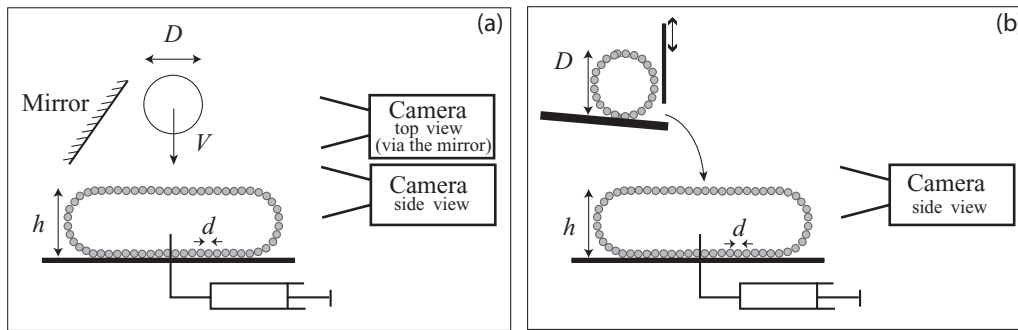 (a)
D
Mirror
V
Camera
top view
(via the mirror)
Camera
side view
h
d
(b)
D
Camera
side view
h
d